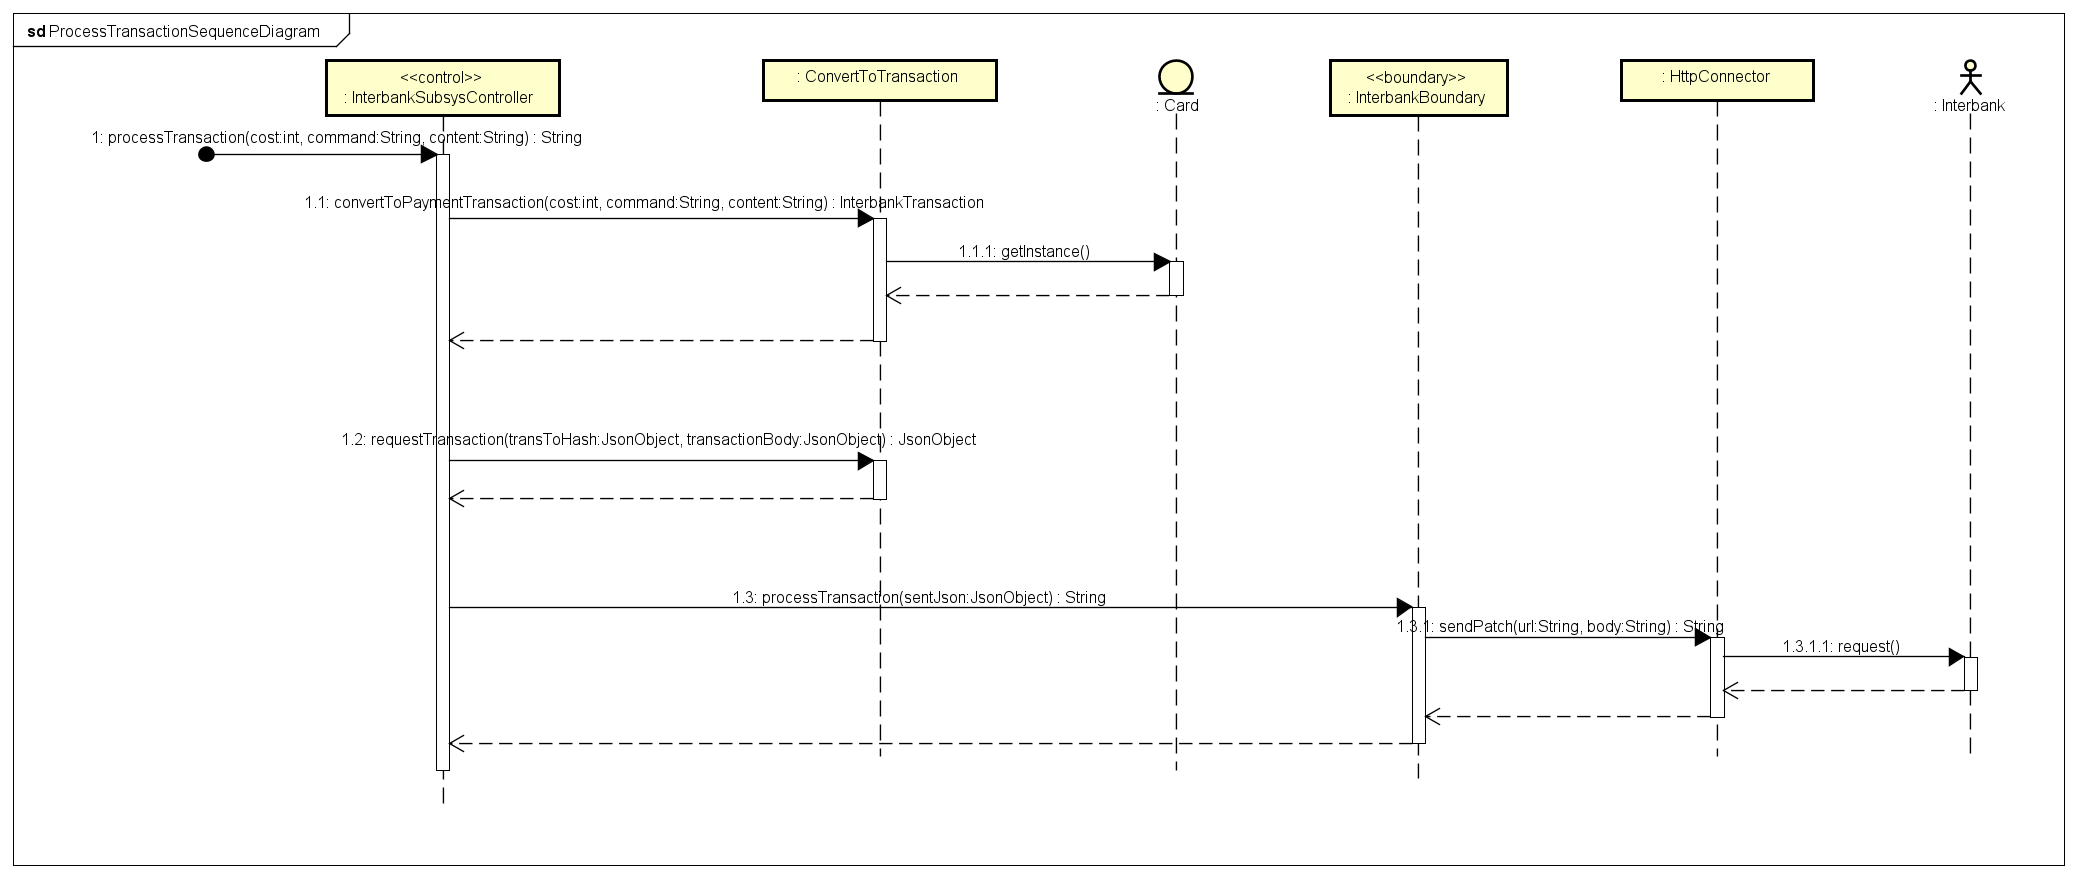 sd ProcessTransactionSequenceDiagram
<<control>>
: InterbankSubsysController
: ConvertToTransaction
: Card
<<boundary>>
: InterbankBoundary
: HttpConnector
: Interbank
1: processTransaction(cost:int, command:String, content:String) : String
1.1: convertToPaymentTransaction(cost:int, command:String, content:String) : InterbankTransaction
1.1.1: getInstance()
1.2: requestTransaction(transToHash:JsonObject, transactionBody:JsonObject) : JsonObject
1.3: processTransaction(sentJson:JsonObject) : String
1.3.1: sendPatch(url:String, body:String) : String
1.3.1.1: request()